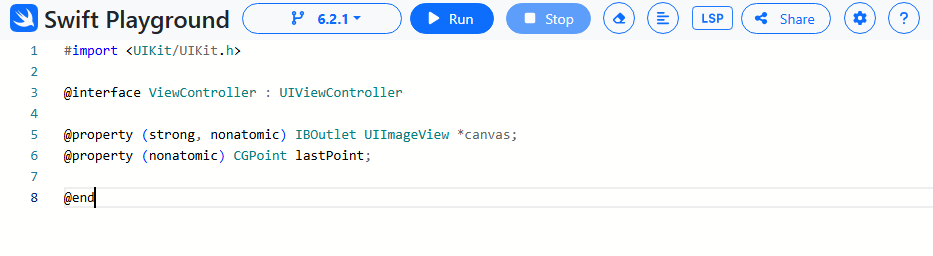 Swift Playground 6.2.1 Run Stop LSP Share ?
1 #import <UIKit/UIKit.h>
2
3 @interface ViewController : UIViewController
4
5 @property (strong, nonatomic) IBOutlet UIImageView *canvas;
6 @property (nonatomic) CGPoint lastPoint;
7
8 @end